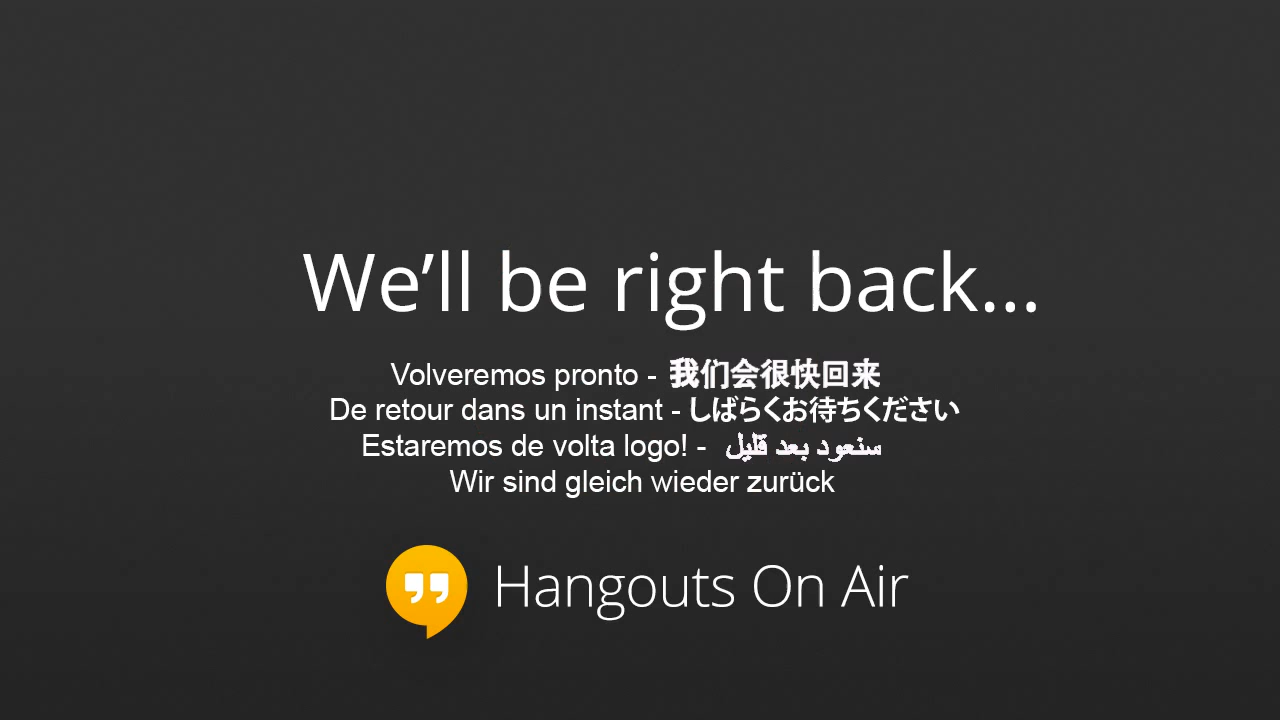 We’ll be right back...
Volveremos pronto - 我们会很快回来
De retour dans un instant - しばらくお待ちください
Estaremos de volta logo! - سنعود بعد قليل
Wir sind gleich wieder zurück
Hangouts On Air